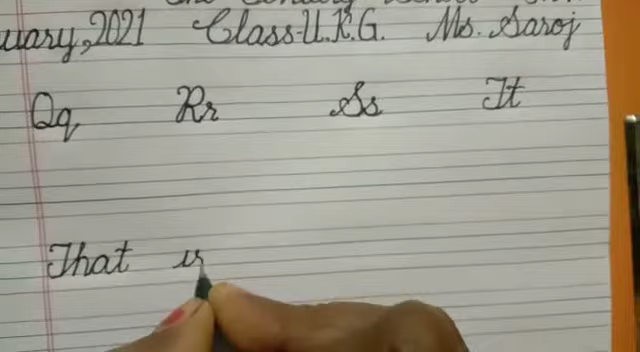 uary,2021 Class-U.K.G. Ms. Saroj
Qq Rr Ss Tt
That is